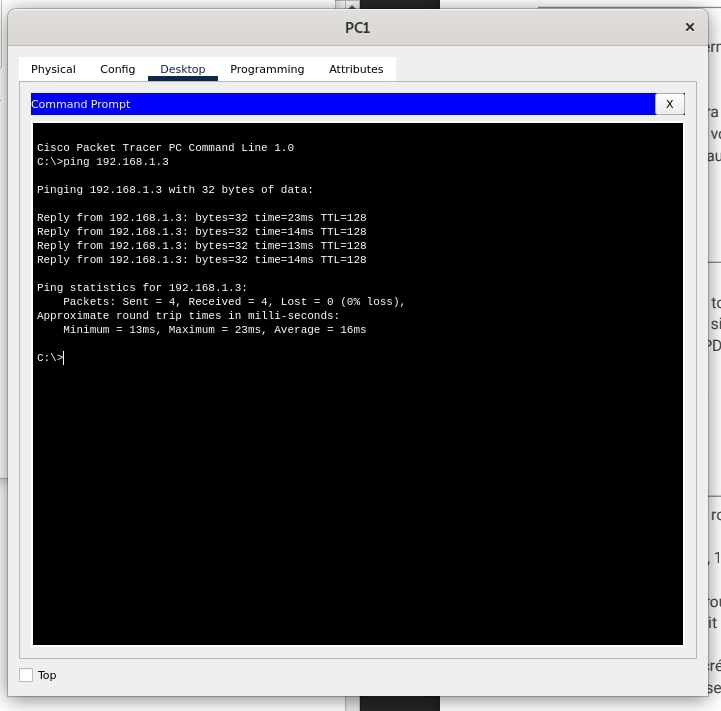 PC1
Physical Config Desktop Programming Attributes
Command Prompt X
Cisco Packet Tracer PC Command Line 1.0
C:\>ping 192.168.1.3
Pinging 192.168.1.3 with 32 bytes of data:
Reply from 192.168.1.3: bytes=32 time=23ms TTL=128
Reply from 192.168.1.3: bytes=32 time=14ms TTL=128
Reply from 192.168.1.3: bytes=32 time=13ms TTL=128
Reply from 192.168.1.3: bytes=32 time=14ms TTL=128
Ping statistics for 192.168.1.3:
Packets: Sent = 4, Received = 4, Lost = 0 (0% loss),
Approximate round trip times in milli-seconds:
Minimum = 13ms, Maximum = 23ms, Average = 16ms
C:\>
Top